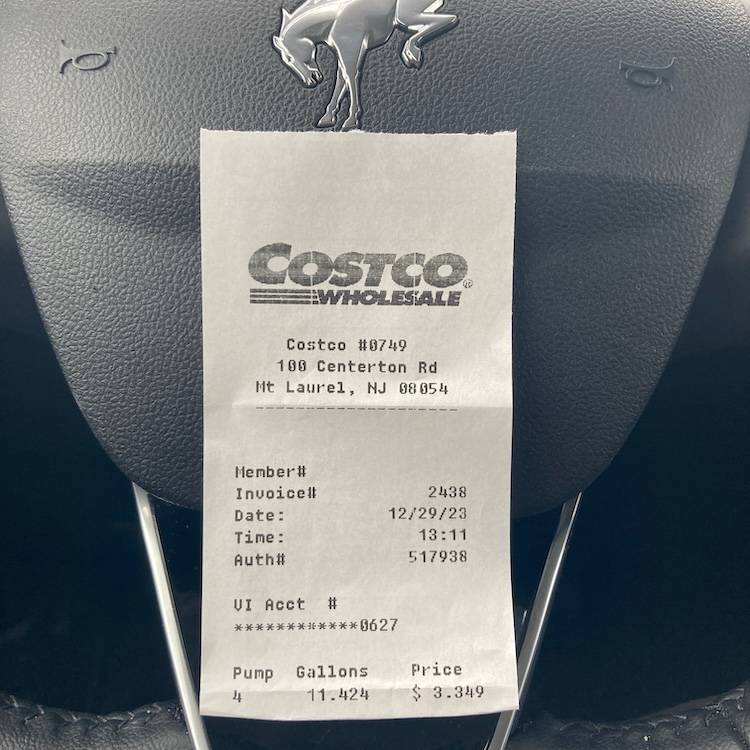 COSTCO
WHOLESALE
Costco #0749
100 Centerton Rd
Mt Laurel, NJ 08054
Member#
Invoice# 2438
Date: 12/29/23
Time: 13:11
Auth# 517938
VI Acct #
************0627
Pump Gallons Price
4 11.424 $ 3.349